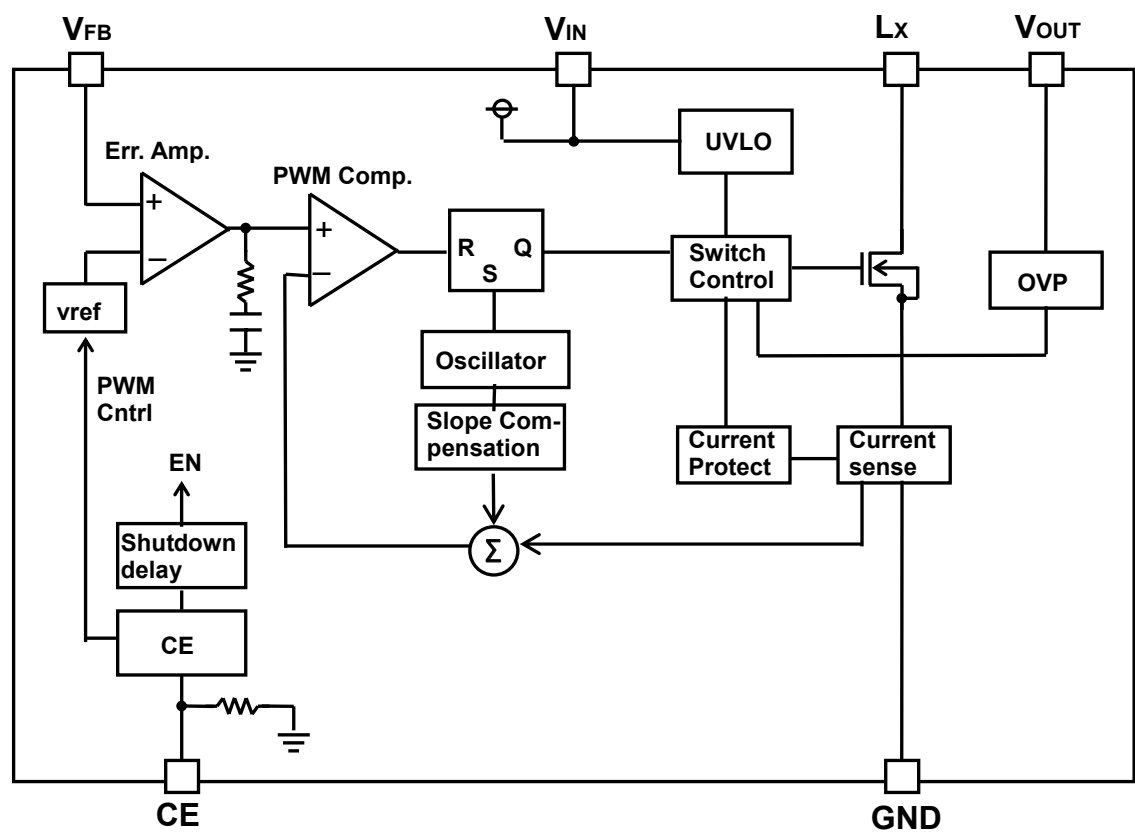 VFB
VIN
LX
VOUT
UVLO
Err. Amp.
PWM Comp.
+
−
+
−
R
Q
S
Switch
Control
OVP
vref
Oscillator
PWM
Cntrl
Slope Com-
pensation
Current
Protect
Current
sense
EN
Shutdown
delay
Σ
CE
CE
GND